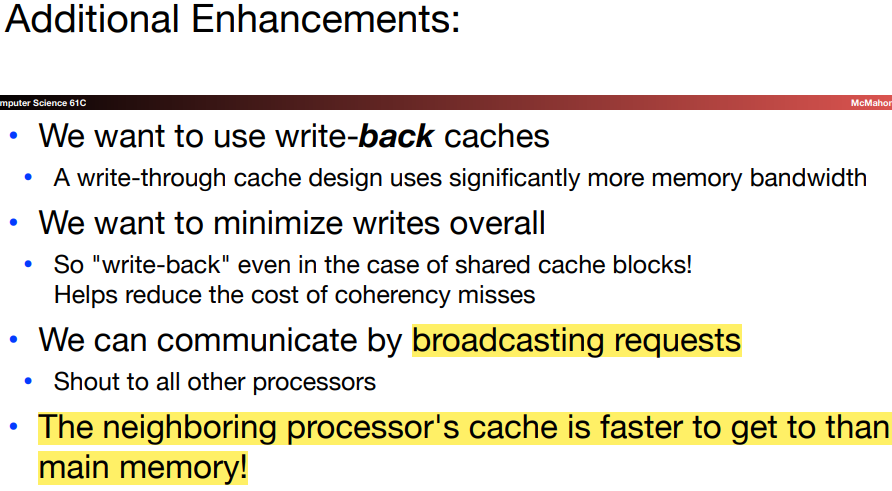 Additional Enhancements:
mputer Science 61C
McMahor
• We want to use write-back caches
• A write-through cache design uses significantly more memory bandwidth
• We want to minimize writes overall
• So "write-back" even in the case of shared cache blocks!
Helps reduce the cost of coherency misses
• We can communicate by broadcasting requests
• Shout to all other processors
• The neighboring processor's cache is faster to get to than
main memory!